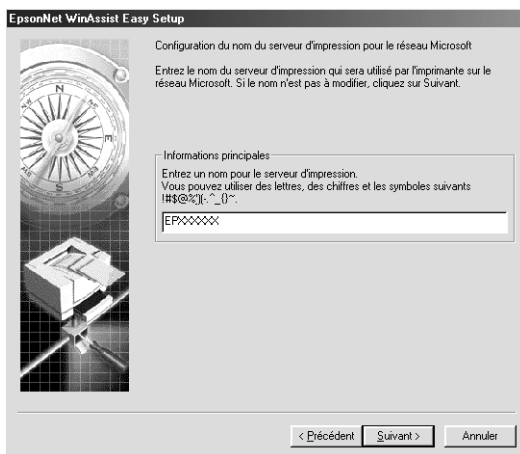 EpsonNet WinAssist Easy Setup
Configuration du nom du serveur d'impression pour le réseau Microsoft
Entrez le nom du serveur d'impression qui sera utilisé par l'imprimante sur le
réseau Microsoft. Si le nom n'est pas à modifier, cliquez sur Suivant.
Informations principales
Entrez un nom pour le serveur d'impression.
Vous pouvez utiliser des lettres, des chiffres et les symboles suivants
!#$@%')(-.^_{}~.
EPXXXXXX
< Précédent
Suivant >
Annuler
N
E
S